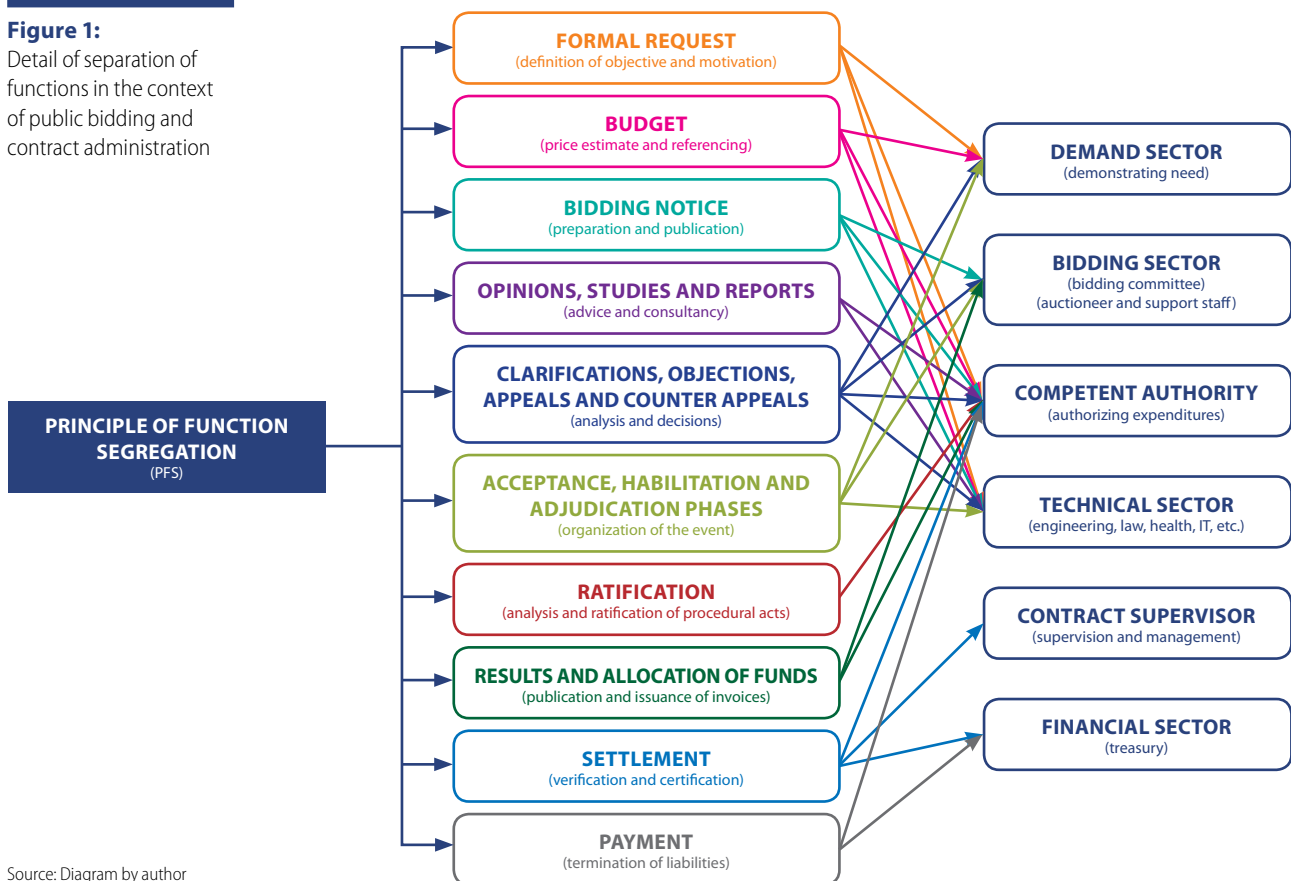 Figure 1:
Detail of separation of
functions in the context
of public bidding and
contract administration
PRINCIPLE OF FUNCTION
SEGREGATION
(PFS)
FORMAL REQUEST
(definition of objective and motivation)
BUDGET
(price estimate and referencing)
BIDDING NOTICE
(preparation and publication)
OPINIONS, STUDIES AND REPORTS
(advice and consultancy)
CLARIFICATIONS, OBJECTIONS,
APPEALS AND COUNTER APPEALS
(analysis and decisions)
ACCEPTANCE, HABILITATION AND
ADJUDICATION PHASES
(organization of the event)
RATIFICATION
(analysis and ratification of procedural acts)
RESULTS AND ALLOCATION OF FUNDS
(publication and issuance of invoices)
SETTLEMENT
(verification and certification)
PAYMENT
(termination of liabilities)
DEMAND SECTOR
(demonstrating need)
BIDDING SECTOR
(bidding committee)
(auctioneer and support staff)
COMPETENT AUTHORITY
(authorizing expenditures)
TECHNICAL SECTOR
(engineering, law, health, IT, etc.)
CONTRACT SUPERVISOR
(supervision and management)
FINANCIAL SECTOR
(treasury)
Source: Diagram by author